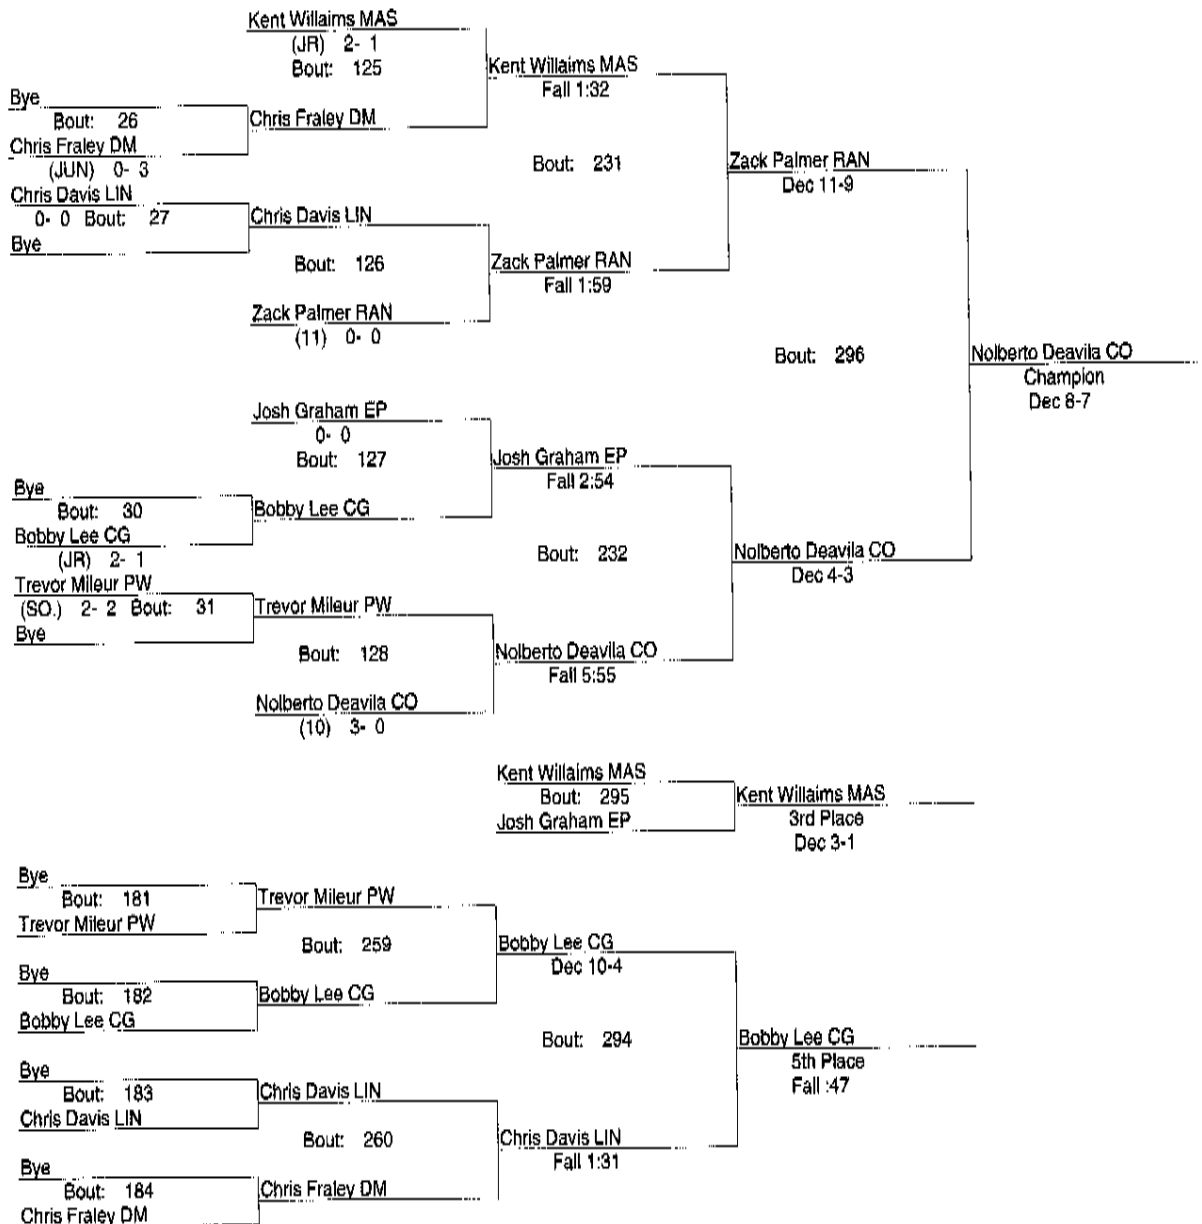 Kent Willaims MAS
(JR) 2- 1
Bout: 125
Kent Willaims MAS
Fall 1:32
Bye
Bout: 26
Chris Fraley DM
Chris Fraley DM
(JUN) 0- 3
Bout: 231
Zack Palmer RAN
Dec 11-9
Chris Davis LIN
0- 0 Bout: 27
Chris Davis LIN
Bye
Bout: 126
Zack Palmer RAN
Fall 1:59
Zack Palmer RAN
(11) 0- 0
Bout: 296
Nolberto Deavila CO
Champion
Dec 8-7
Josh Graham EP
0- 0
Bout: 127
Josh Graham EP
Fall 2:54
Bye
Bout: 30
Bobby Lee CG
Bobby Lee CG
(JR) 2- 1
Bout: 232
Nolberto Deavila CO
Dec 4-3
Trevor Mileur PW
(SO.) 2- 2 Bout: 31
Trevor Mileur PW
Bye
Bout: 128
Nolberto Deavila CO
Fall 5:55
Nolberto Deavila CO
(10) 3- 0
Kent Willaims MAS
Bout: 295
Josh Graham EP
Kent Willaims MAS
3rd Place
Dec 3-1
Bye
Bout: 181
Trevor Mileur PW
Trevor Mileur PW
Bout: 259
Bobby Lee CG
Dec 10-4
Bye
Bout: 182
Bobby Lee CG
Bobby Lee CG
Bout: 294
Bobby Lee CG
5th Place
Fall :47
Bye
Bout: 183
Chris Davis LIN
Chris Davis LIN
Bout: 260
Chris Davis LIN
Fall 1:31
Bye
Bout: 184
Chris Fraley DM
Chris Fraley DM